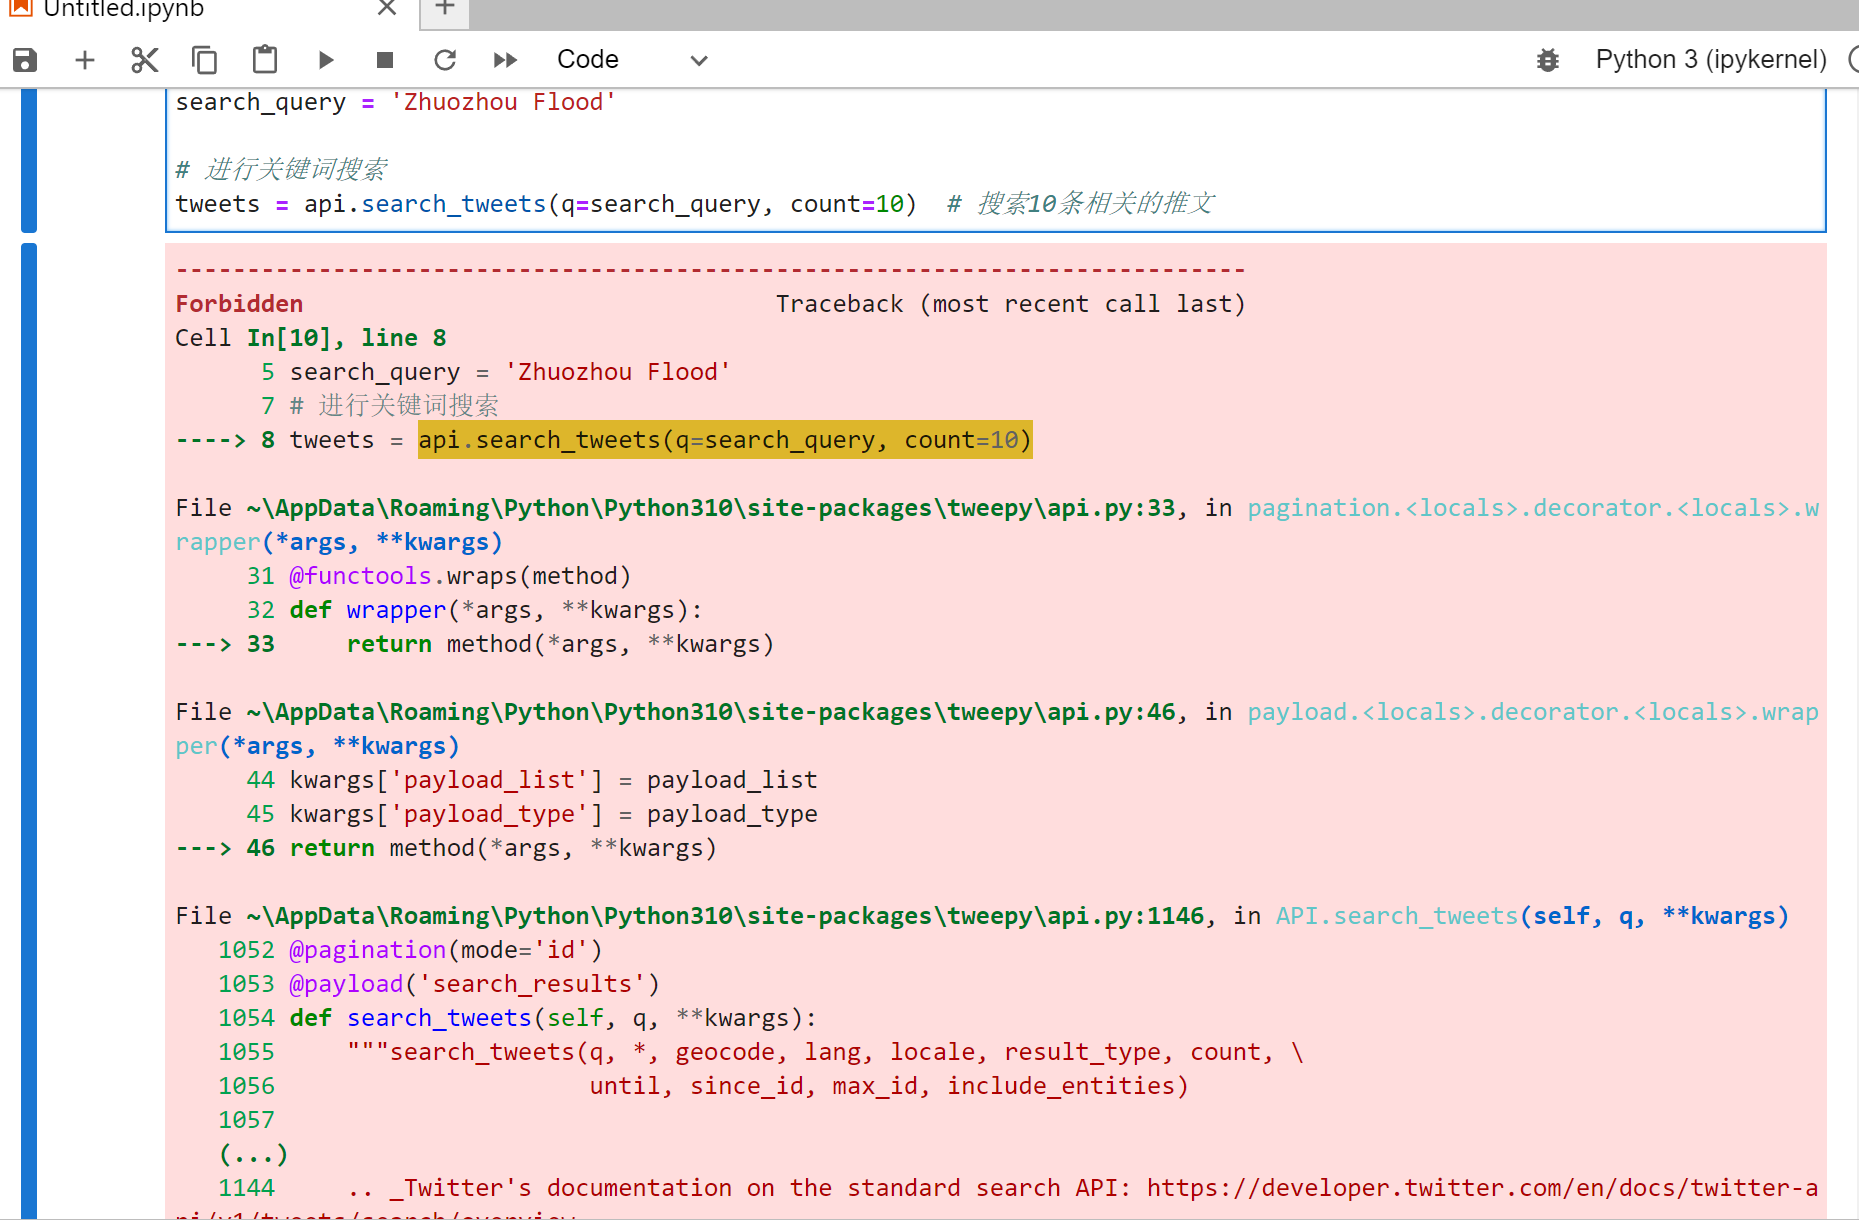 Untitled.ipynb
Code
Python 3 (ipykernel)
search_query = 'Zhuozhou Flood'
# 进行关键词搜索
tweets = api.search_tweets(q=search_query, count=10)  # 搜索10条相关的推文
---------------------------------------------------------------------------
Forbidden                                 Traceback (most recent call last)
Cell In[10], line 8
      5 search_query = 'Zhuozhou Flood'
      7 # 进行关键词搜索
----> 8 tweets = api.search_tweets(q=search_query, count=10)
File ~\AppData\Roaming\Python\Python310\site-packages\tweepy\api.py:33, in pagination.<locals>.decorator.<locals>.w
rapper(*args, **kwargs)
     31 @functools.wraps(method)
     32 def wrapper(*args, **kwargs):
---> 33     return method(*args, **kwargs)
File ~\AppData\Roaming\Python\Python310\site-packages\tweepy\api.py:46, in payload.<locals>.decorator.<locals>.wrap
per(*args, **kwargs)
     44 kwargs['payload_list'] = payload_list
     45 kwargs['payload_type'] = payload_type
---> 46 return method(*args, **kwargs)
File ~\AppData\Roaming\Python\Python310\site-packages\tweepy\api.py:1146, in API.search_tweets(self, q, **kwargs)
   1052 @pagination(mode='id')
   1053 @payload('search_results')
   1054 def search_tweets(self, q, **kwargs):
   1055     """search_tweets(q, *, geocode, lang, locale, result_type, count, \
   1056                      until, since_id, max_id, include_entities)
   1057
   (...)
   1144     .. _Twitter's documentation on the standard search API: https://developer.twitter.com/en/docs/twitter-a
pi/v1/tweets/search/overview